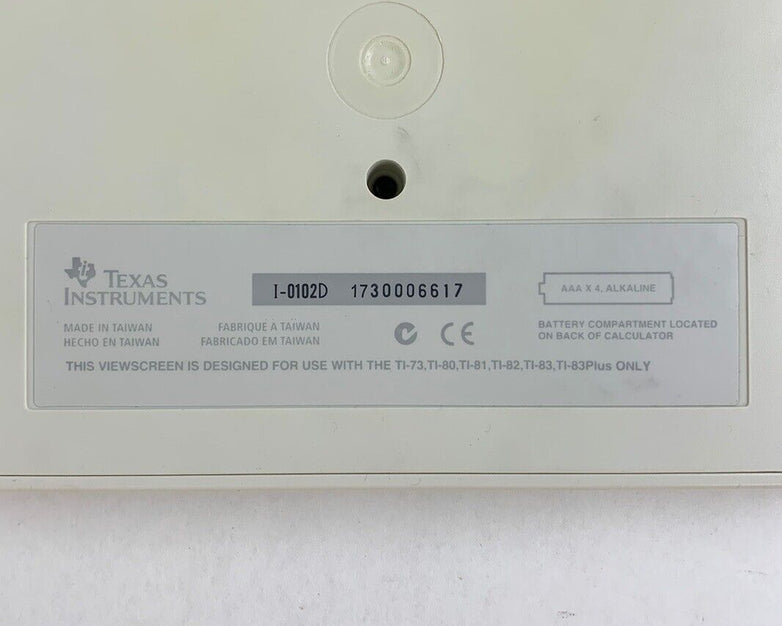 TEXAS
INSTRUMENTS
I-0102D 1730006617
AAA X 4, ALKALINE
MADE IN TAIWAN
HECHO EN TAIWAN
FABRIQUE A TAIWAN
FABRICADO EM TAIWAN
CE
BATTERY COMPARTMENT LOCATED
ON BACK OF CALCULATOR
THIS VIEWSCREEN IS DESIGNED FOR USE WITH THE TI-73,TI-80,TI-81,TI-82,TI-83,TI-83Plus ONLY